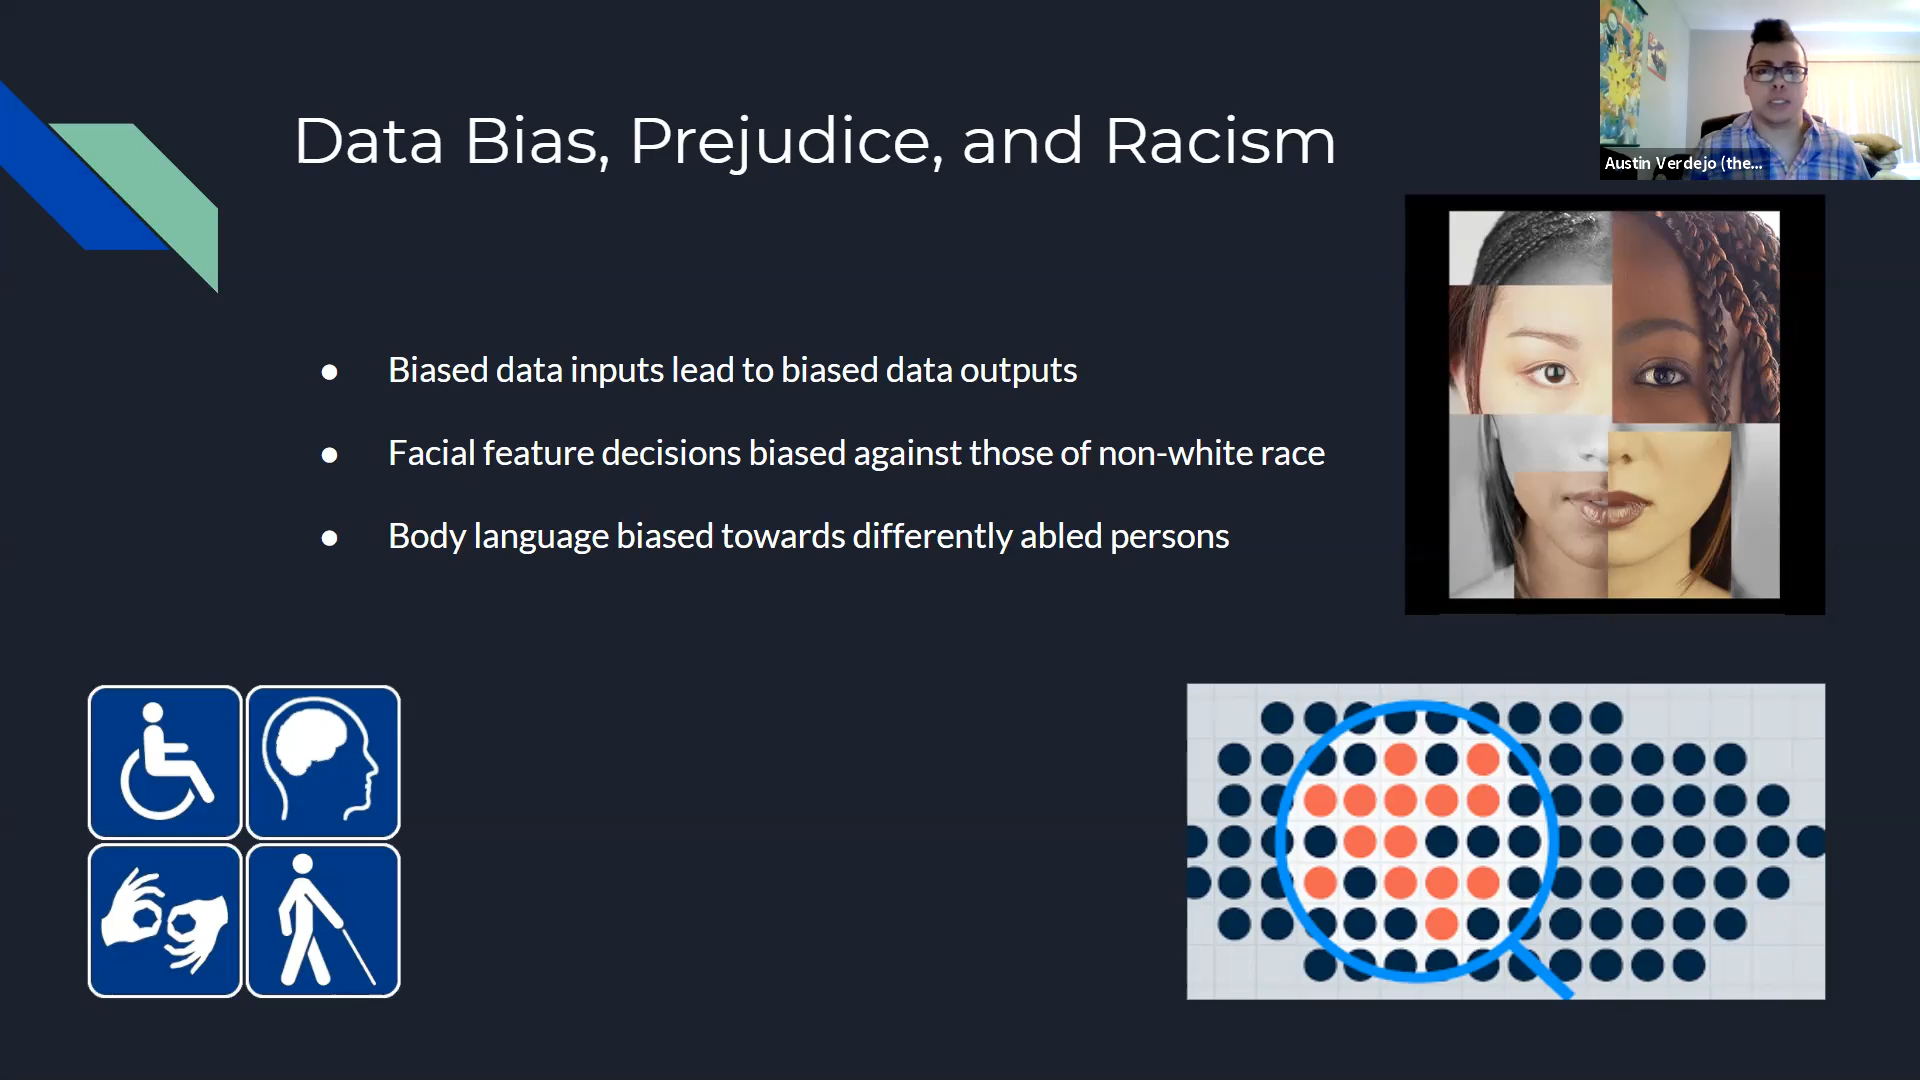 Data Bias, Prejudice, and Racism
Austin Verdejo (the...
● Biased data inputs lead to biased data outputs
● Facial feature decisions biased against those of non-white race
● Body language biased towards differently abled persons